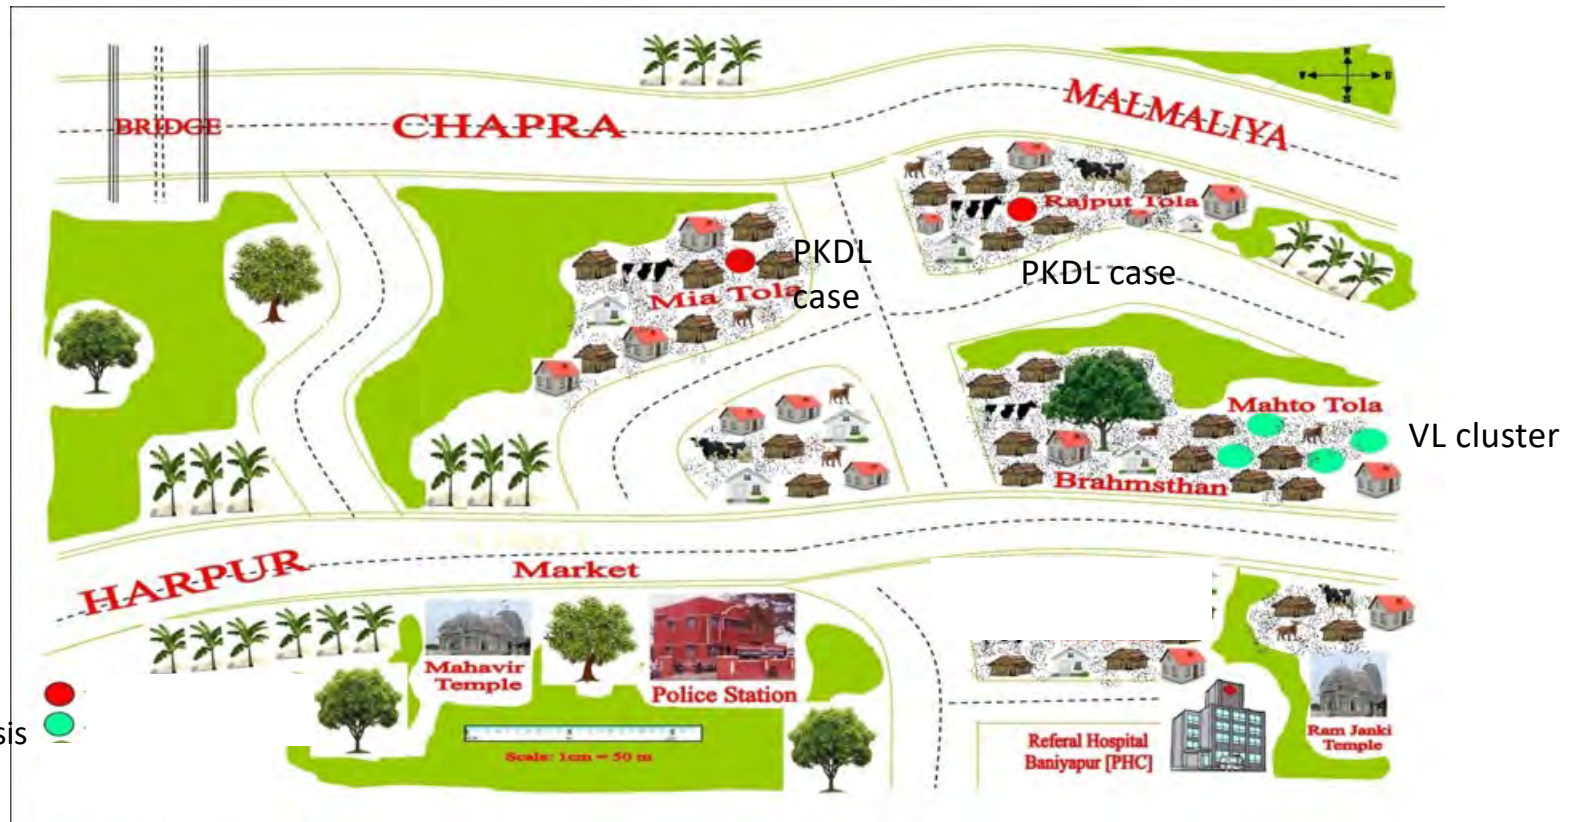 BRIDGE
CHAPRA
MALMALIYA
Rajput Tola
PKDL
case
PKDL case
Mia Tola
Mahto Tola
VL cluster
Brahmsthan
HARPUR
Market
Mahavir
Temple
Police Station
Scale: 1cm = 50 m
Referal Hospital
Baniyapur [PHC]
Ram Janki
Temple
sis